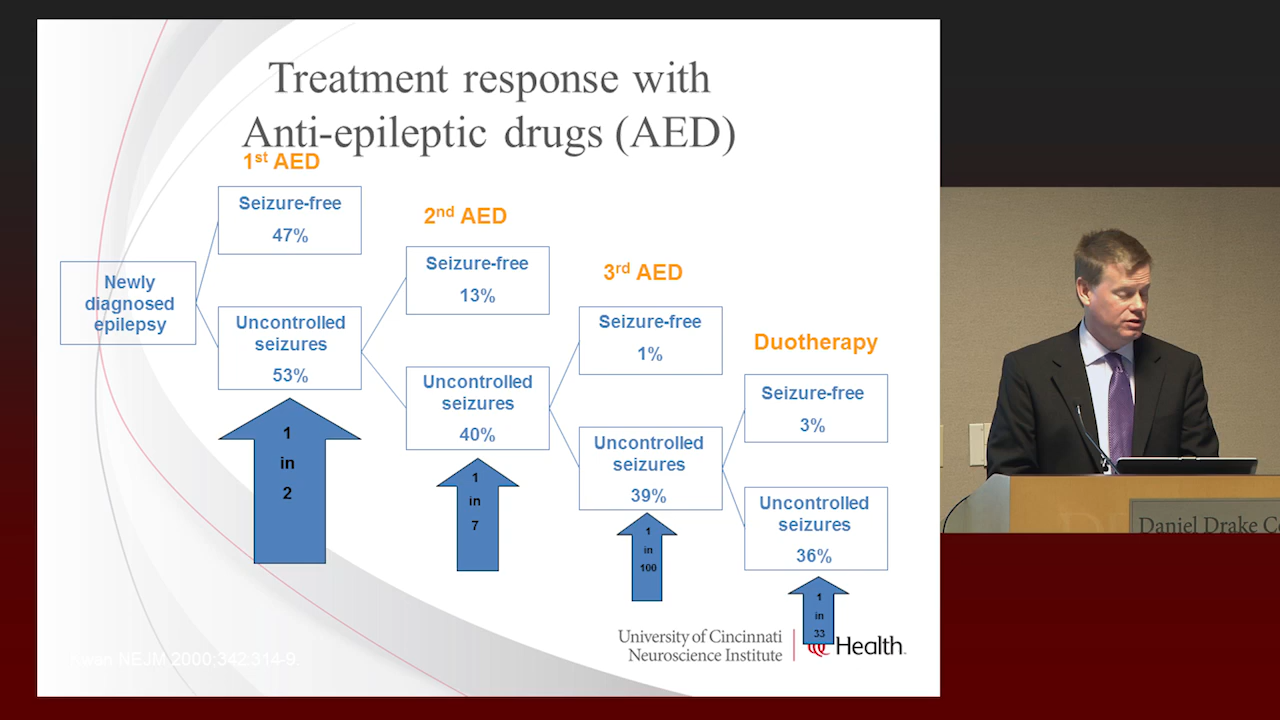 Treatment response with
Anti-epileptic drugs (AED)
1st AED
Seizure-free
47%
2nd AED
Seizure-free
13%
3rd AED
Seizure-free
1%
Duotherapy
Seizure-free
3%
Newly
diagnosed
epilepsy
Uncontrolled
seizures
53%
Uncontrolled
seizures
40%
Uncontrolled
seizures
39%
Uncontrolled
seizures
36%
1
in
2
1
in
7
1
in
100
1
in
33
University of Cincinnati
Neuroscience Institute
Health
Kwan NEJM 2000;342:314-9
Daniel Drake